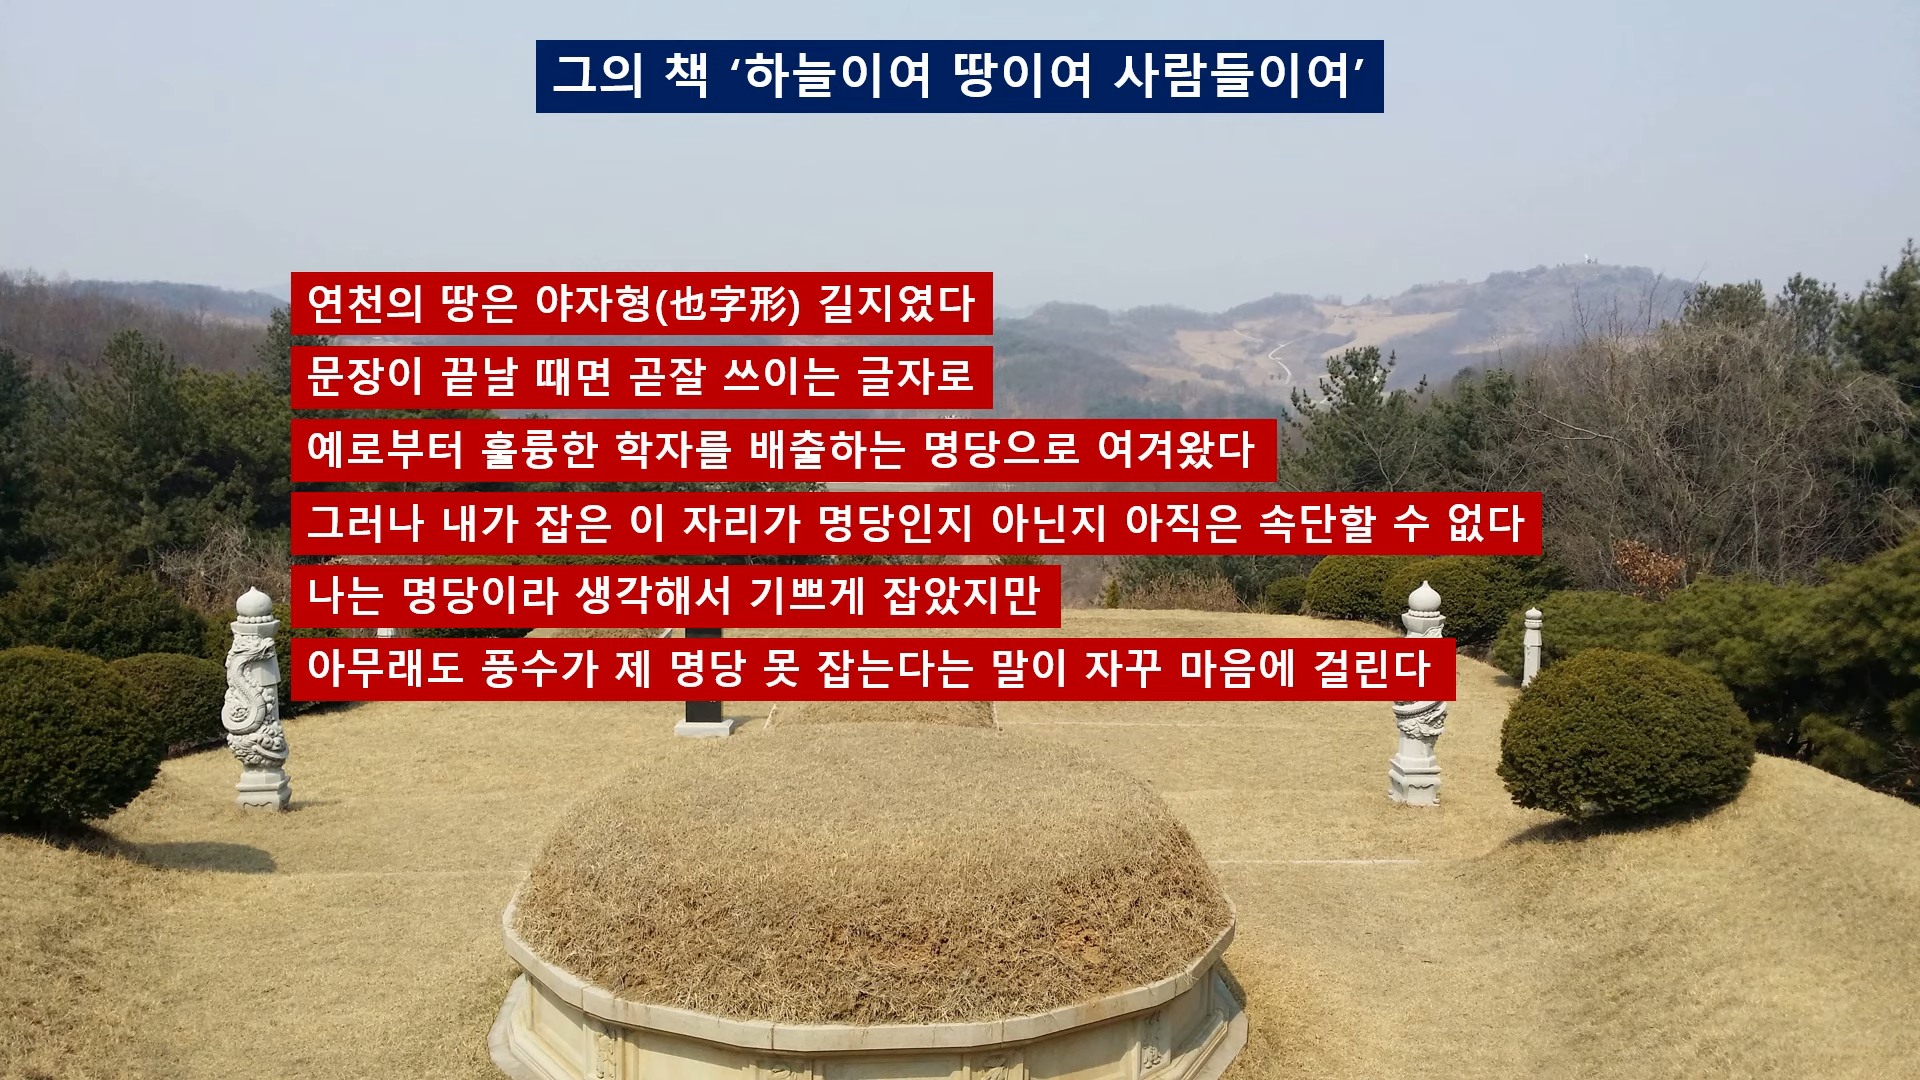 그의 책 ‘하늘이여 땅이여 사람들이여’
연천의 땅은 야자형(也字形) 길지였다
문장이 끝날 때면 곧잘 쓰이는 글자로
예로부터 훌륭한 학자를 배출하는 명당으로 여겨왔다
그러나 내가 잡은 이 자리가 명당인지 아닌지 아직은 속단할 수 없다
나는 명당이라 생각해서 기쁘게 잡았지만
아무래도 풍수가 제 명당 못 잡는다는 말이 자꾸 마음에 걸린다